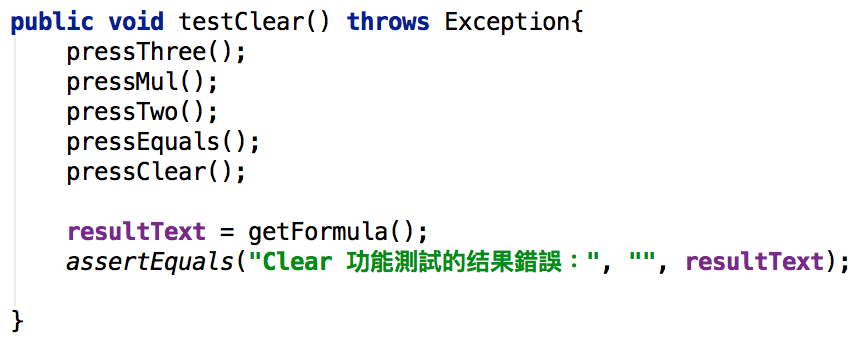 public void testClear() throws Exception{
    pressThree();
    pressMul();
    pressTwo();
    pressEquals();
    pressClear();
    resultText = getFormula();
    assertEquals("Clear 功能測試的结果錯誤：", "", resultText);
}